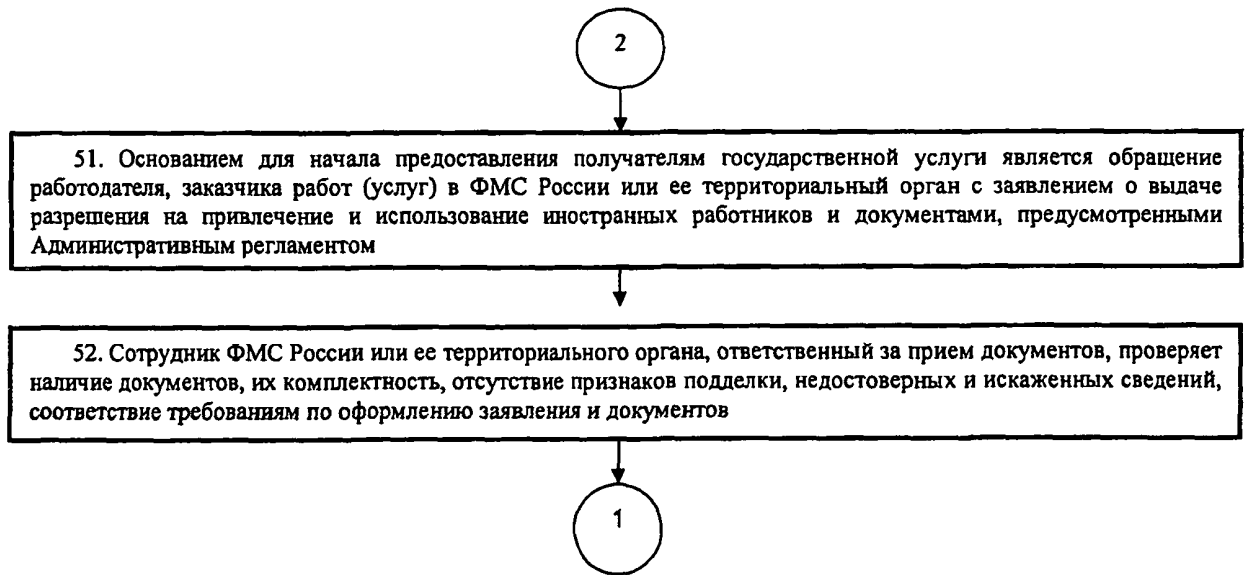 2
51. Основанием для начала предоставления получателям государственной услуги является обращение
работодателя, заказчика работ (услуг) в ФМС России или ее территориальный орган с заявлением о выдаче
разрешения на привлечение и использование иностранных работников и документами, предусмотренными
Административным регламентом
52. Сотрудник ФМС России или ее территориального органа, ответственный за прием документов, проверяет
наличие документов, их комплектность, отсутствие признаков подделки, недостоверных и искаженных сведений,
соответствие требованиям по оформлению заявления и документов
1